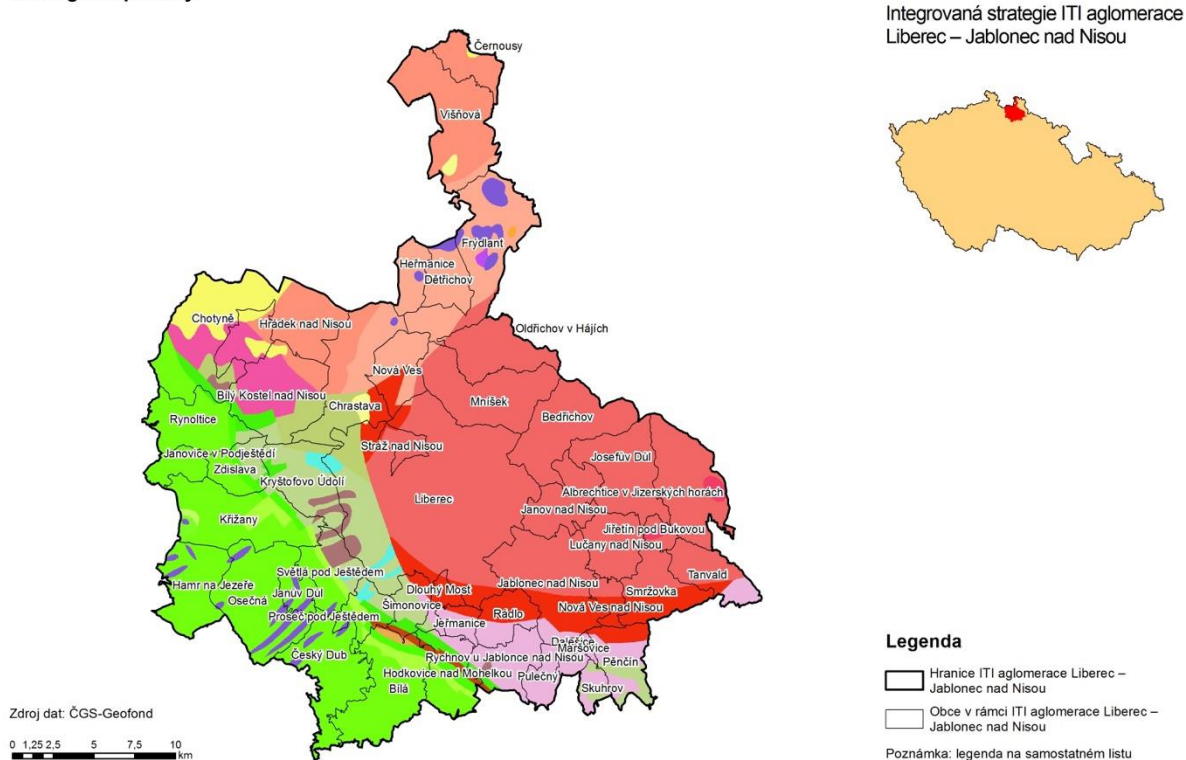 Integrovaná strategie ITI aglomerace
Liberec – Jablonec nad Nisou
Černousy
Višňová
Frýdlant
Heřmanice
Dětřichov
Chotyně
Hrádek nad Nisou
Oldřichov v Hájích
Nová Ves
Bílý Kostel nad Nisou
Chrastava
Mníšek
Bedřichov
Rynoltice
Stráž nad Nisou
Janovice v Podještědí
Zdislava
Kryštofovo Údolí
Josefův Důl
Liberec
Albrechtice v Jizerských horách
Janov nad Nisou
Křižany
Jiřetín pod Bukovou
Lučany nad Nisou
Světlá pod Ještědem
Tanvald
Hamr na Jezeře
Janův Důl
Osečná
Dlouhý Most
Jablonec nad Nisou
Smržovka
Šimonovice
Nová Ves nad Nisou
Proseč pod Ještědem
Rádlo
Jeřmanice
Český Dub
Dalešice
Maršovice
Rychnov u Jablonce nad Nisou
Pěnčín
Hodkovice nad Mohelkou
Pulečný
Bílá
Skuhrov
Legenda
Hranice ITI aglomerace Liberec –
Jablonec nad Nisou
Obce v rámci ITI aglomerace Liberec –
Jablonec nad Nisou
Poznámka: legenda na samostatném listu
Zdroj dat: ČGS-Geofond
0 1,25 2,5 5 7,5 10
km